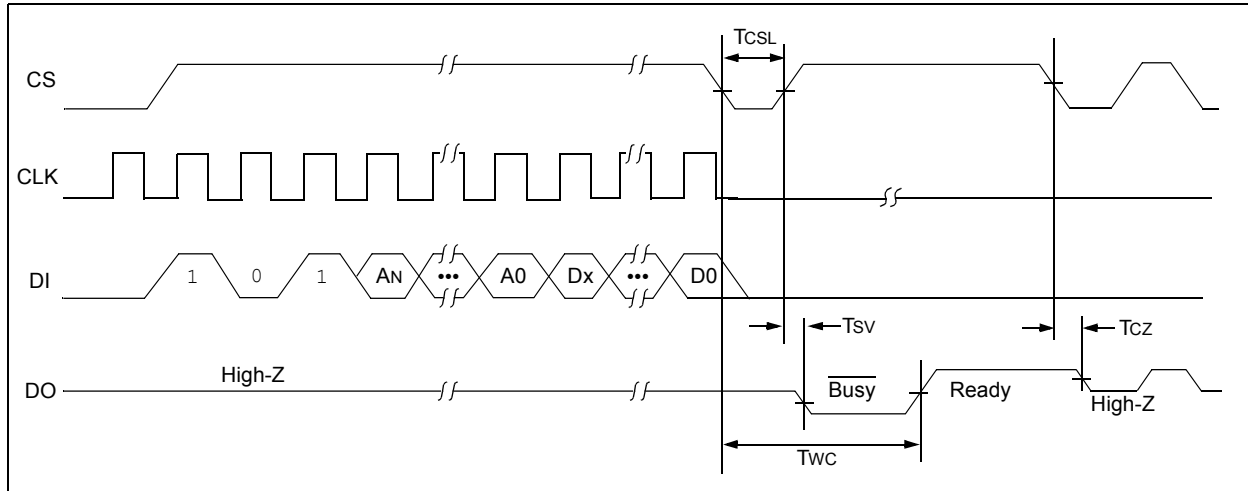 TCSL
CS
CLK
DI
1 0 1 AN ••• A0 Dx ••• D0
TSV
TCZ
High-Z
DO
Busy
Ready
High-Z
TWC